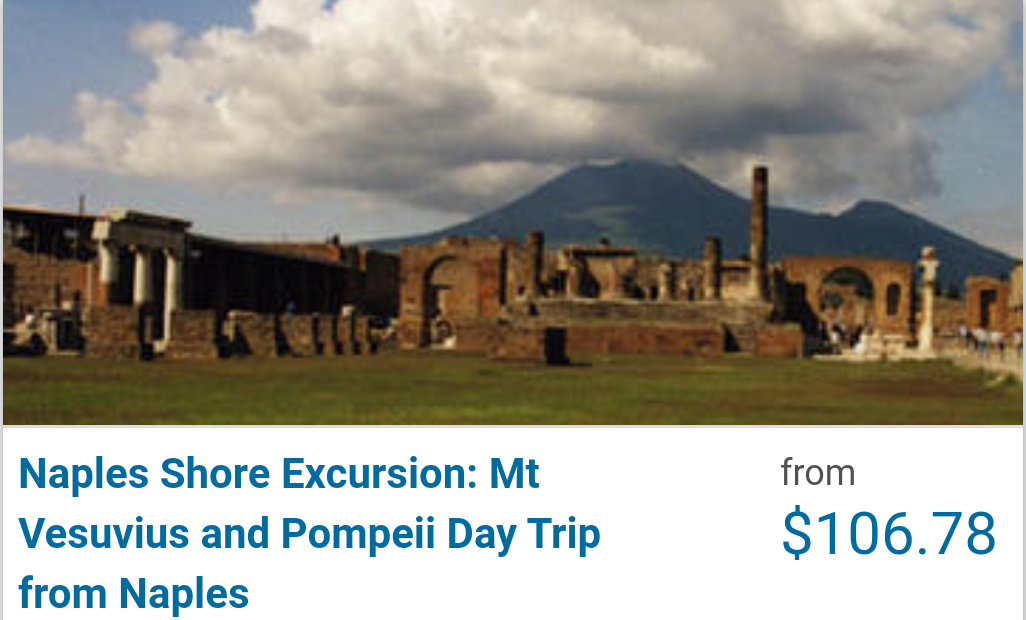 Naples Shore Excursion: Mt
Vesuvius and Pompeii Day Trip
from Naples
from
$106.78